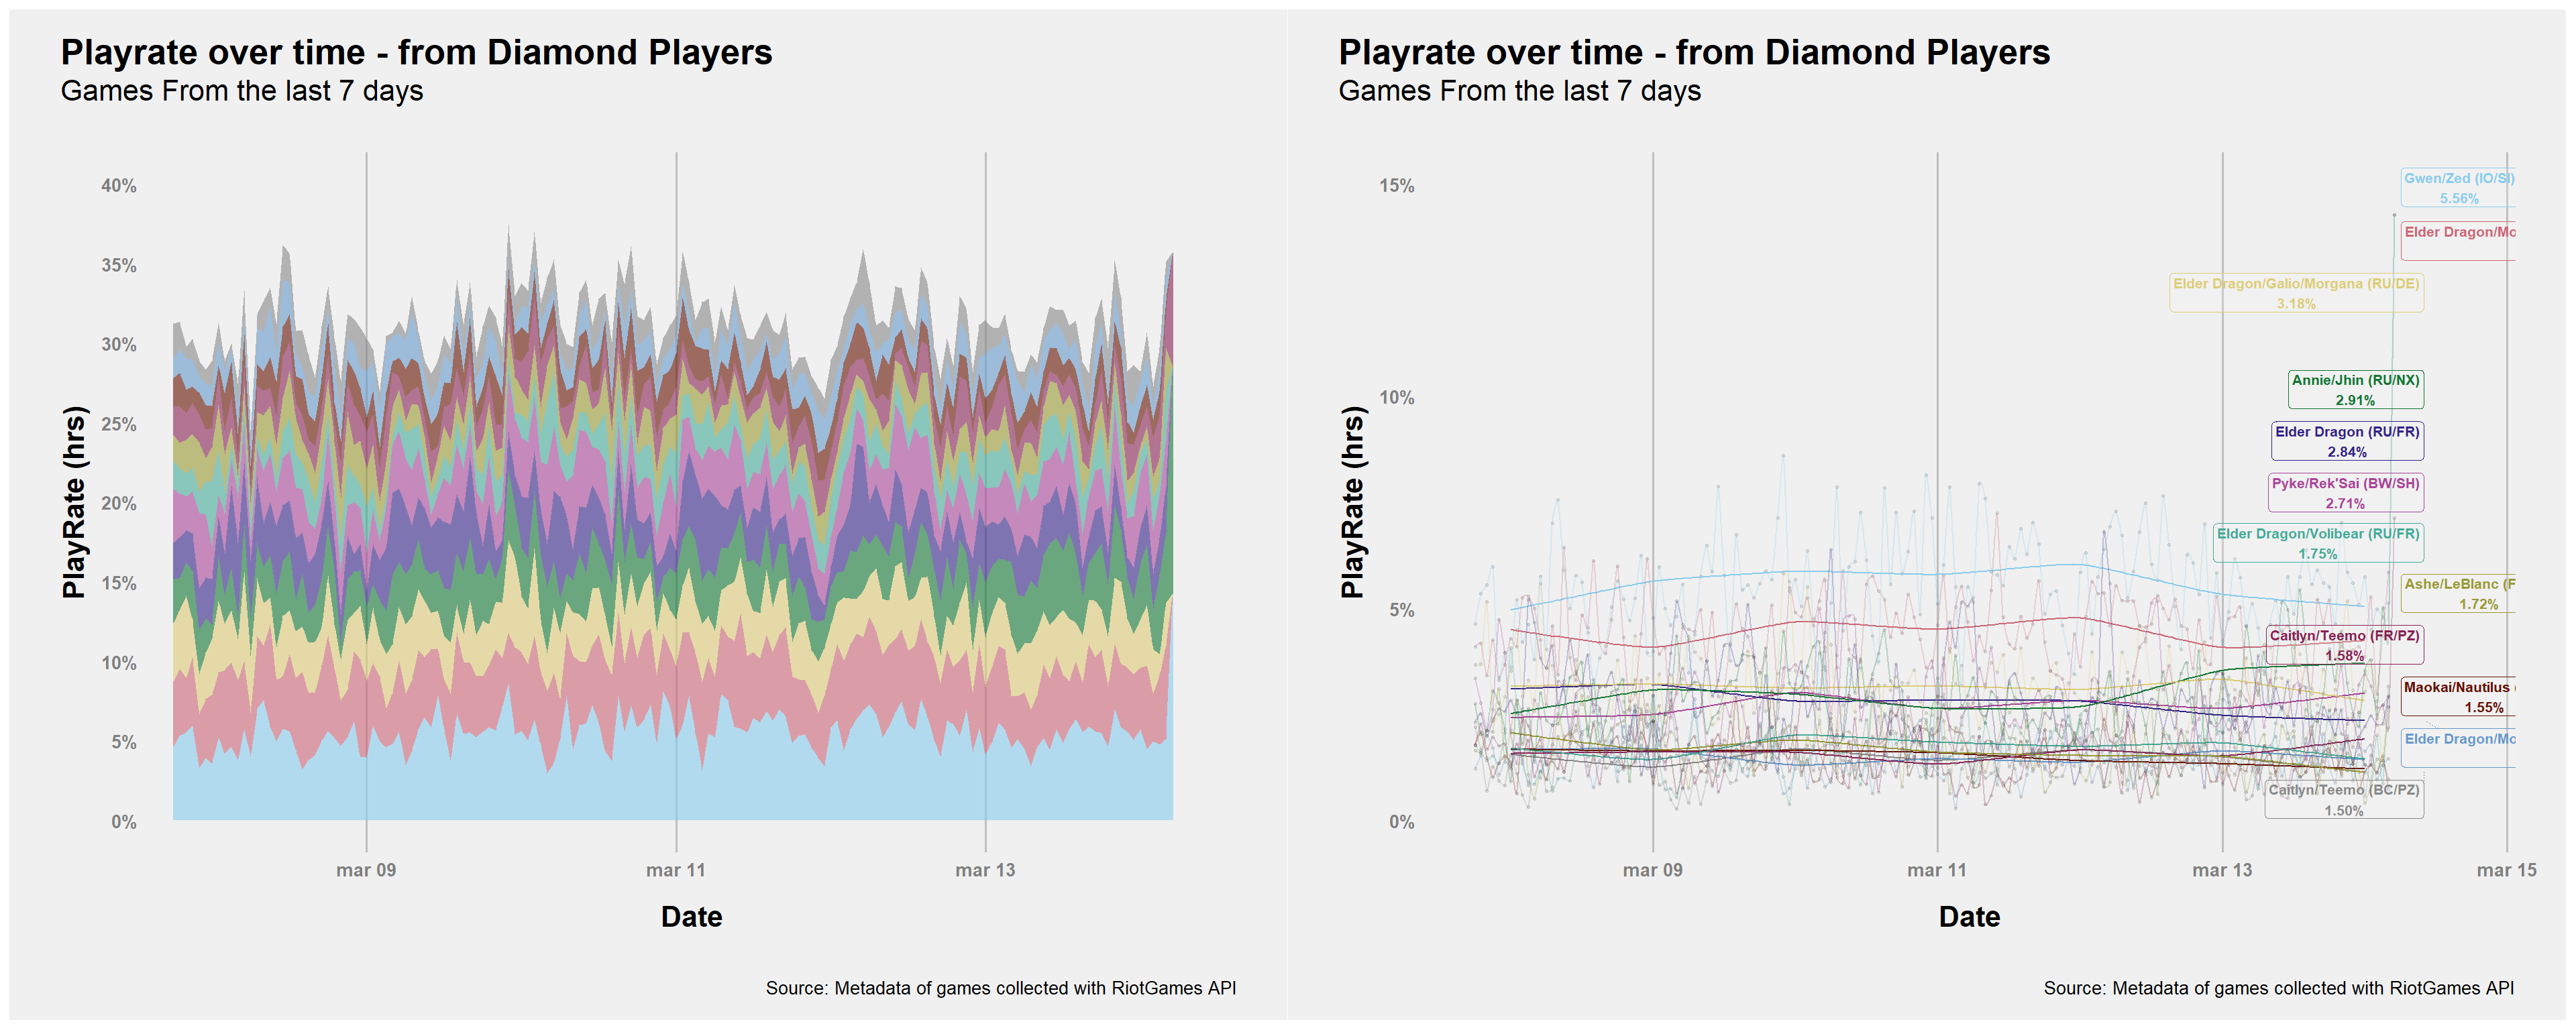 Playrate over time - from Diamond Players
Games From the last 7 days
PlayRate (hrs)
40%
35%
30%
25%
20%
15%
10%
5%
0%
mar 09
mar 11
mar 13
Date
Source: Metadata of games collected with RiotGames API
Playrate over time - from Diamond Players
Games From the last 7 days
PlayRate (hrs)
15%
10%
5%
0%
Gwen/Zed (IO/SI)
5.56%
Elder Dragon/Mo
Elder Dragon/Galio/Morgana (RU/DE)
3.18%
Annie/Jhin (RU/NX)
2.91%
Elder Dragon (RU/FR)
2.84%
Pyke/Rek'Sai (BW/SH)
2.71%
Elder Dragon/Volibear (RU/FR)
1.75%
Ashe/LeBlanc (F
1.72%
Caitlyn/Teemo (FR/PZ)
1.58%
Maokai/Nautilus (
1.55%
Elder Dragon/Mo
Caitlyn/Teemo (BC/PZ)
1.50%
mar 09
mar 11
mar 13
mar 15
Date
Source: Metadata of games collected with RiotGames API